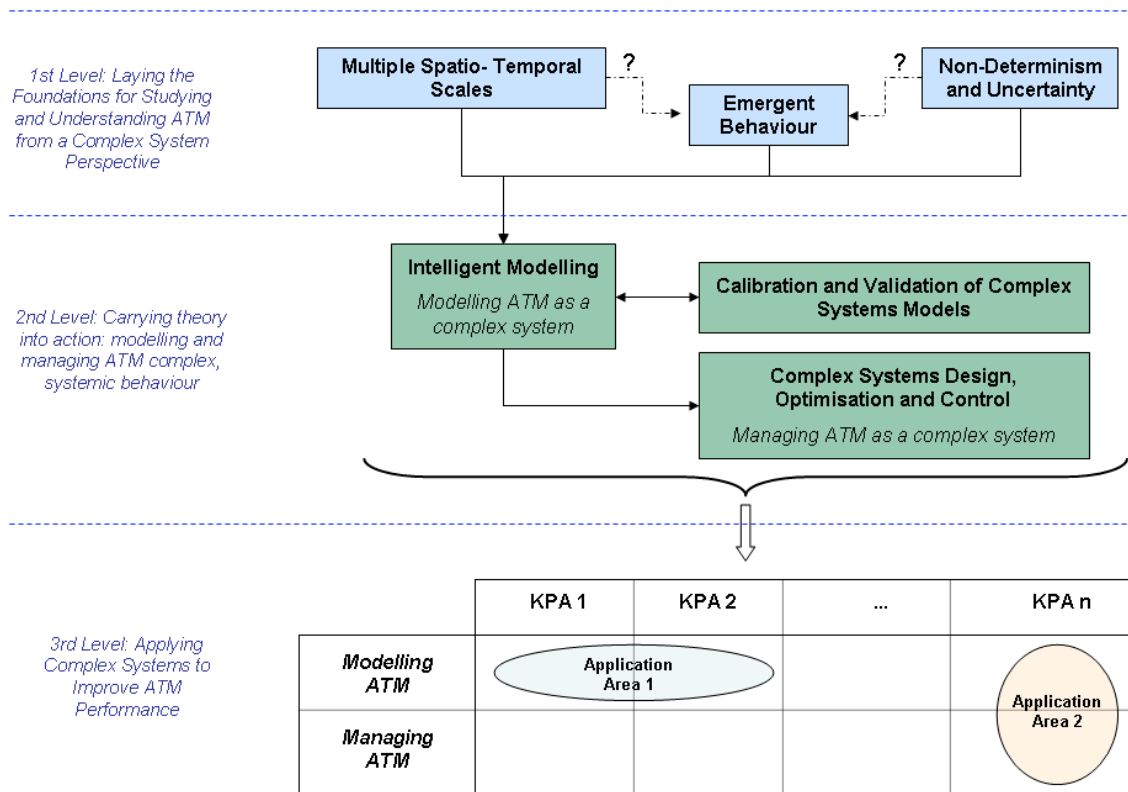 1st Level: Laying the
Foundations for Studying
and Understanding ATM
from a Complex System
Perspective
Multiple Spatio- Temporal
Scales
?
Emergent
Behaviour
?
Non-Determinism
and Uncertainty
2nd Level: Carrying theory
into action: modelling and
managing ATM complex,
systemic behaviour
Intelligent Modelling
Modelling ATM as a
complex system
Calibration and Validation of Complex
Systems Models
Complex Systems Design,
Optimisation and Control
Managing ATM as a complex system
3rd Level: Applying
Complex Systems to
Improve ATM
Performance
KPA 1
KPA 2
...
KPA n
Modelling
ATM
Application
Area 1
Application
Area 2
Managing
ATM